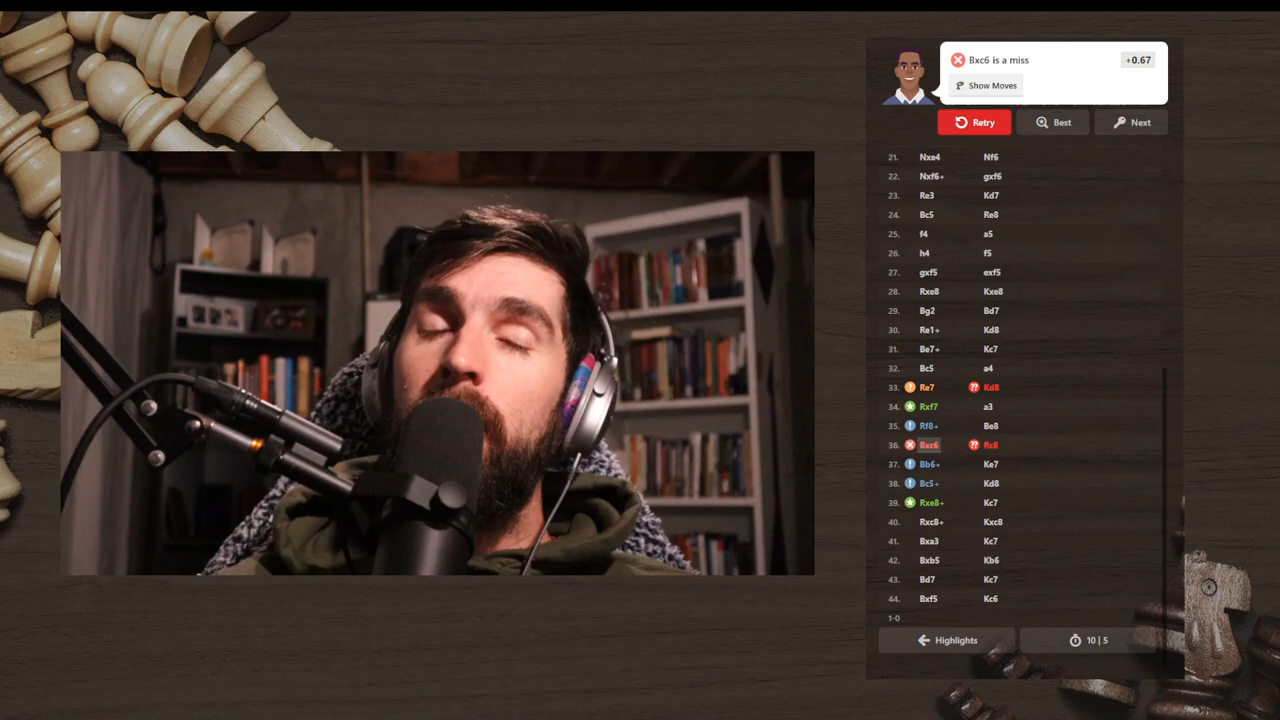 Bxc6 is a miss +0.67
Show Moves
Retry Best Next
21. Nxe4 Nf6
22. Nxf6+ gxf6
23. Re3 Kd7
24. Bc5 Re8
25. f4 a5
26. h4 f5
27. gxf5 exf5
28. Rxe8 Kxe8
29. Bg2 Bd7
30. Re1+ Kd8
31. Be7+ Kc7
32. Bc5 a4
33. ? Re7 ?? Kd8
34. Rxf7 a3
35. ! Rf8+ Be8
36. Bxc6 ?? Rc8
37. ! Bb6+ Ke7
38. ! Bc5+ Kd8
39. Rxe8+ Kc7
40. Rxc8+ Kxc8
41. Bxa3 Kc7
42. Bxb5 Kb6
43. Bd7 Kc7
44. Bxf5 Kc6
1-0
Highlights 10 | 5